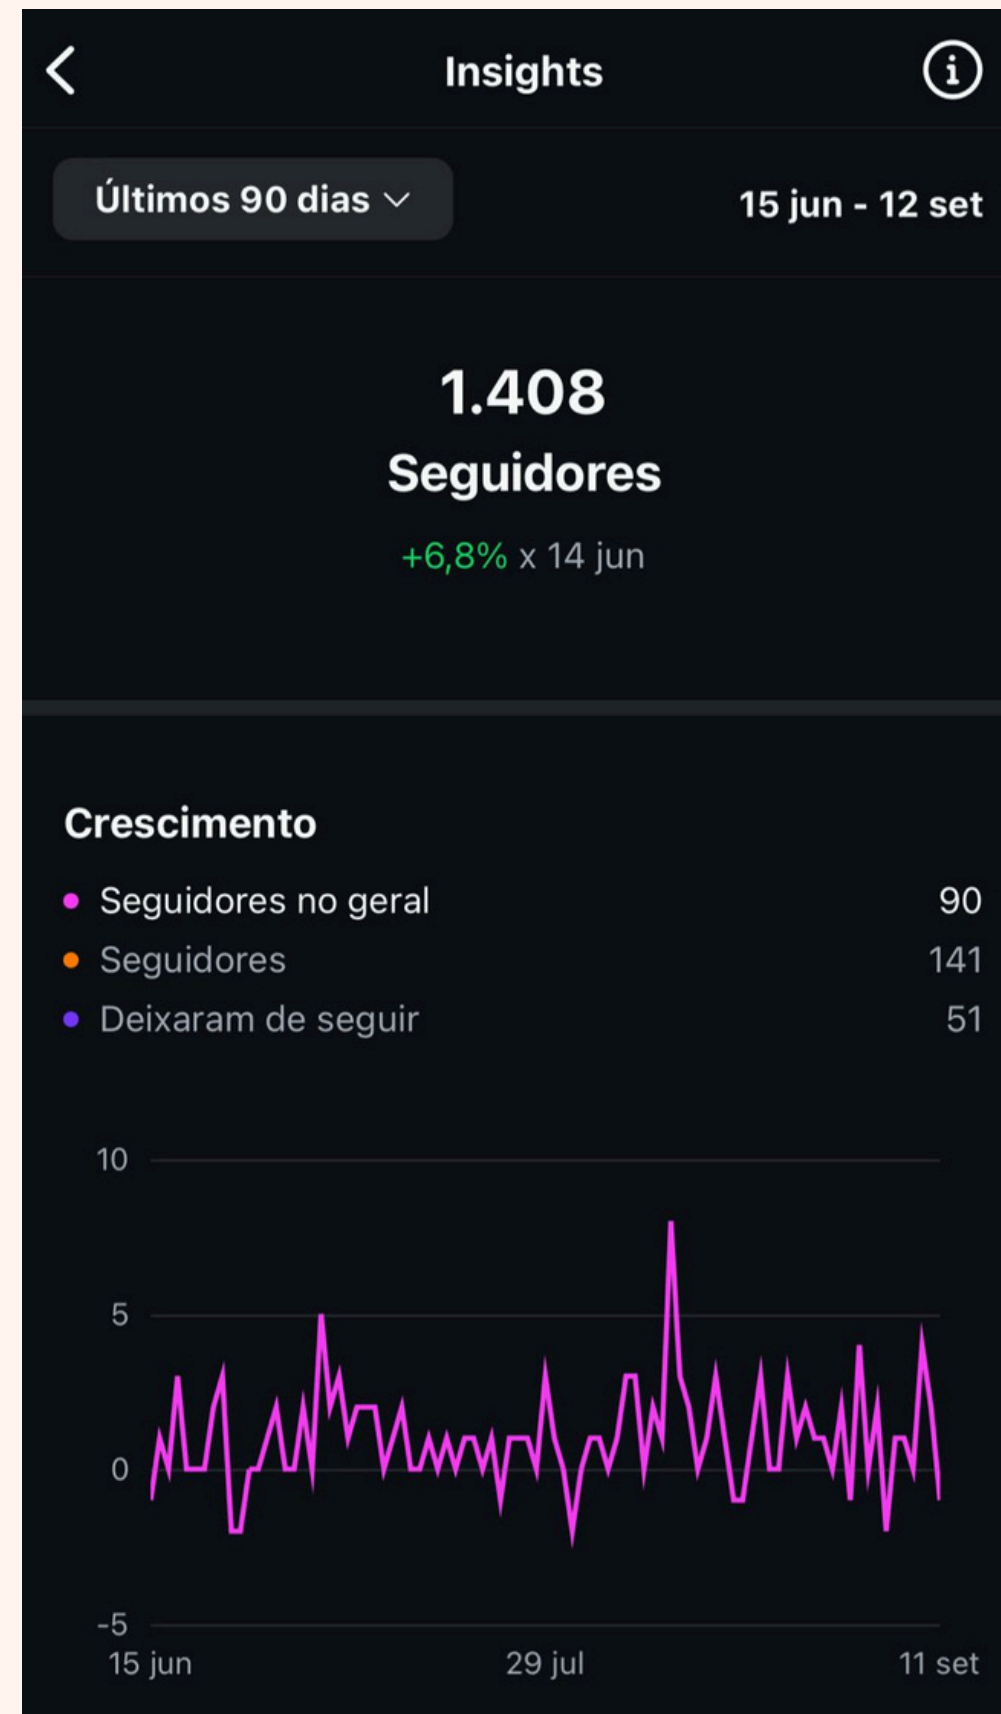 Insights
Últimos 90 dias
15 jun - 12 set
1.408
Seguidores
+6,8% x 14 jun
Crescimento
Seguidores no geral 90
Seguidores 141
Deixaram de seguir 51
10
5
0
-5
15 jun 29 jul 11 set